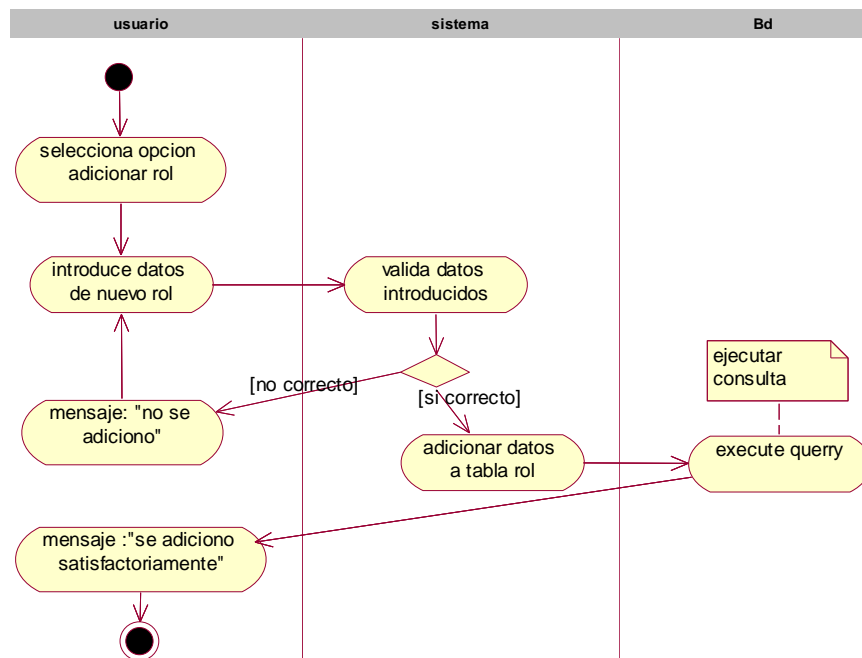 usuario
sistema
Bd
selecciona opcion
adicionar rol
introduce datos
de nuevo rol
valida datos
introducidos
ejecutar
consulta
[no correcto]
[si correcto]
mensaje: "no se
adiciono"
adicionar datos
a tabla rol
execute querry
mensaje :"se adiciono
satisfactoriamente"